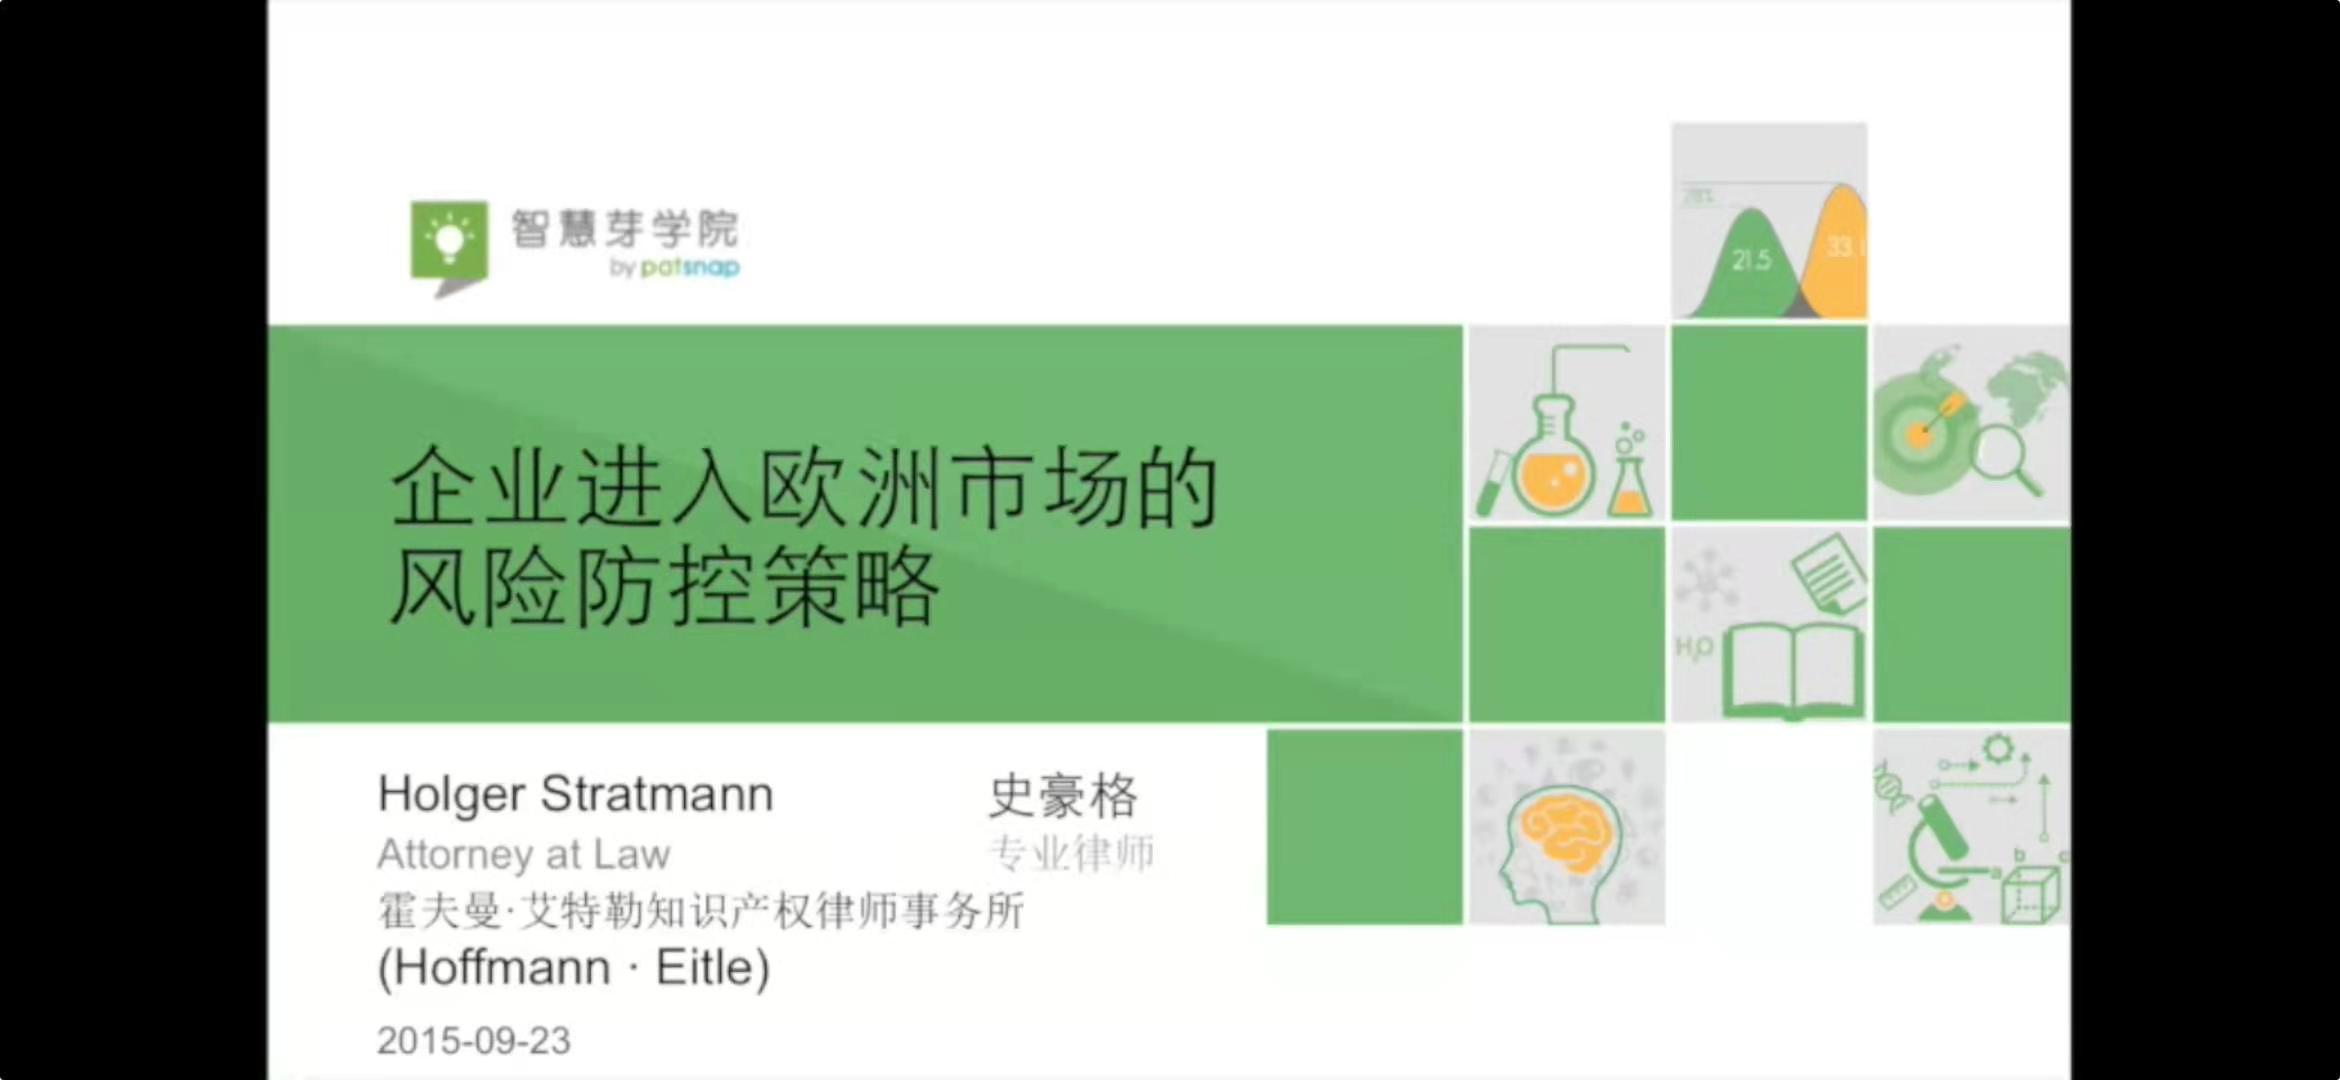 智慧芽学院
by patsnap
21.5
33.1
企业进入欧洲市场的
风险防控策略
H₂O
Holger Stratmann 史豪格
Attorney at Law 专业律师
霍夫曼·艾特勒知识产权律师事务所
(Hoffmann · Eitle)
2015-09-23
a
b
c